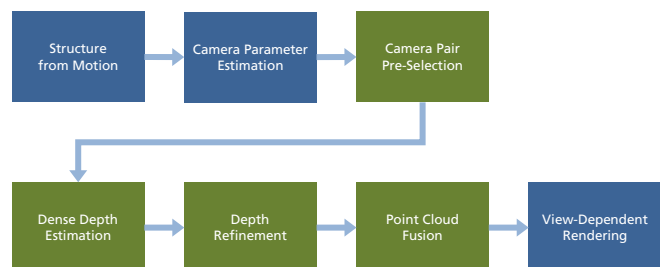 Structure
from Motion
Camera Parameter
Estimation
Camera Pair
Pre-Selection
Dense Depth
Estimation
Depth
Refinement
Point Cloud
Fusion
View-Dependent
Rendering